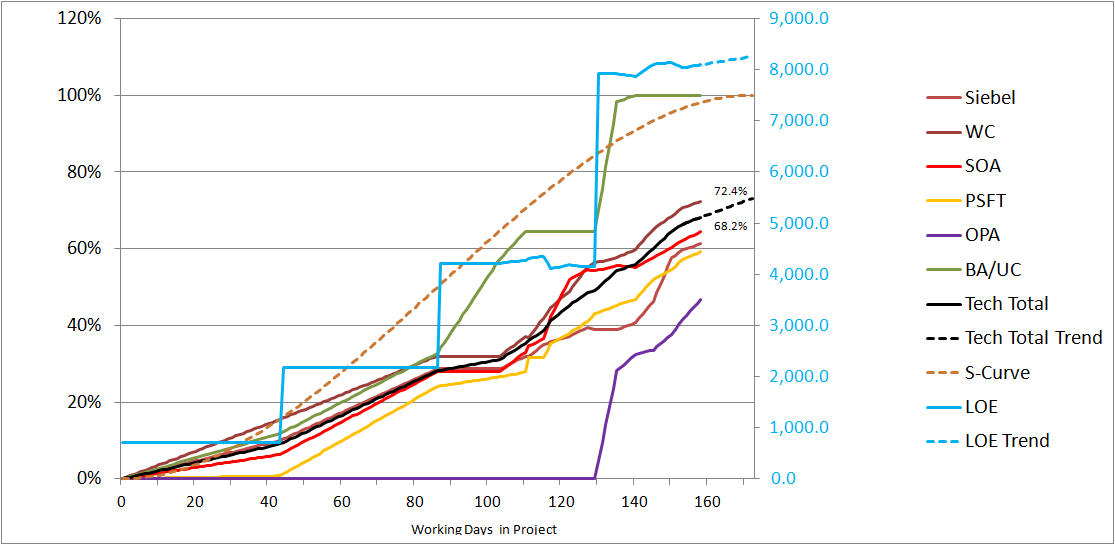 120%
100%
80%
60%
40%
20%
0%
9,000.0
8,000.0
7,000.0
6,000.0
5,000.0
4,000.0
3,000.0
2,000.0
1,000.0
0.0
72.4%
68.2%
0 20 40 60 80 100 120 140 160
Working Days in Project
Siebel
WC
SOA
PSFT
OPA
BA/UC
Tech Total
Tech Total Trend
S-Curve
LOE
LOE Trend